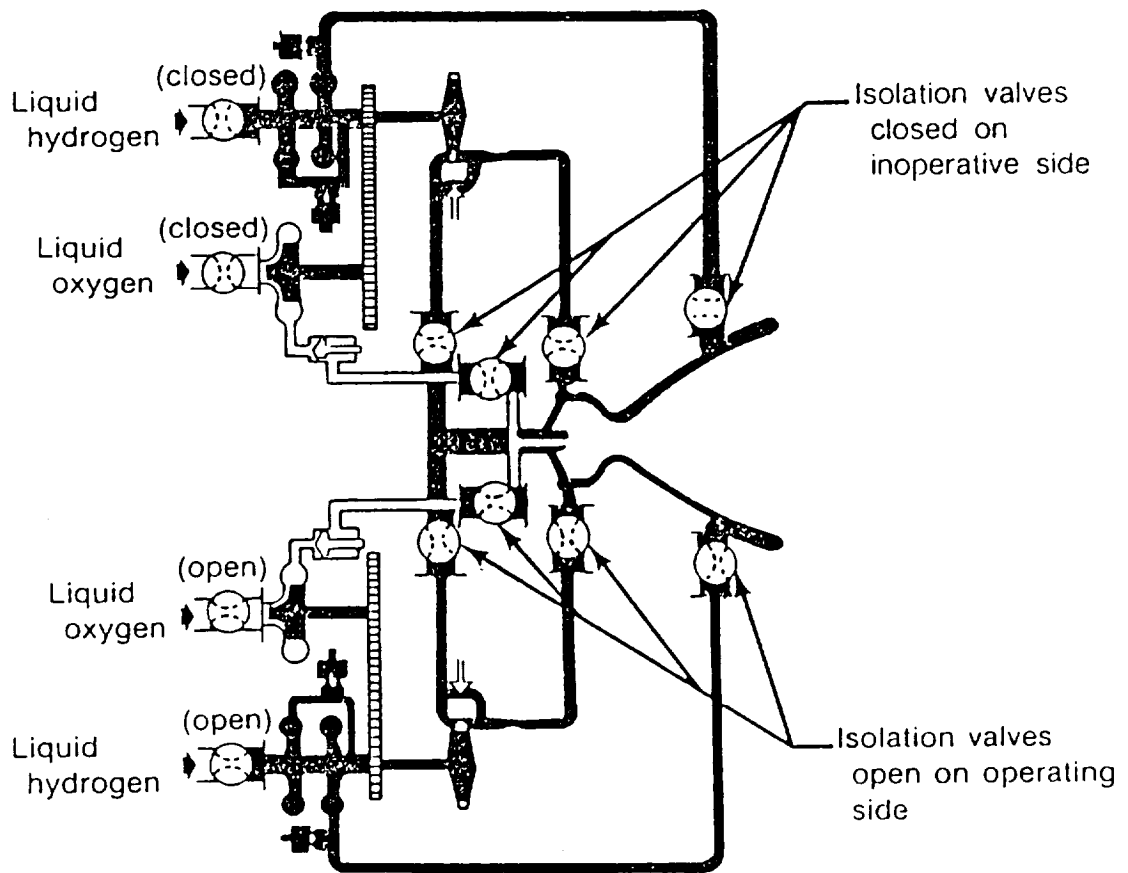 (closed)
Liquid
hydrogen
Isolation valves
closed on
inoperative side
(closed)
Liquid
oxygen
(open)
Liquid
oxygen
(open)
Liquid
hydrogen
Isolation valves
open on operating
side